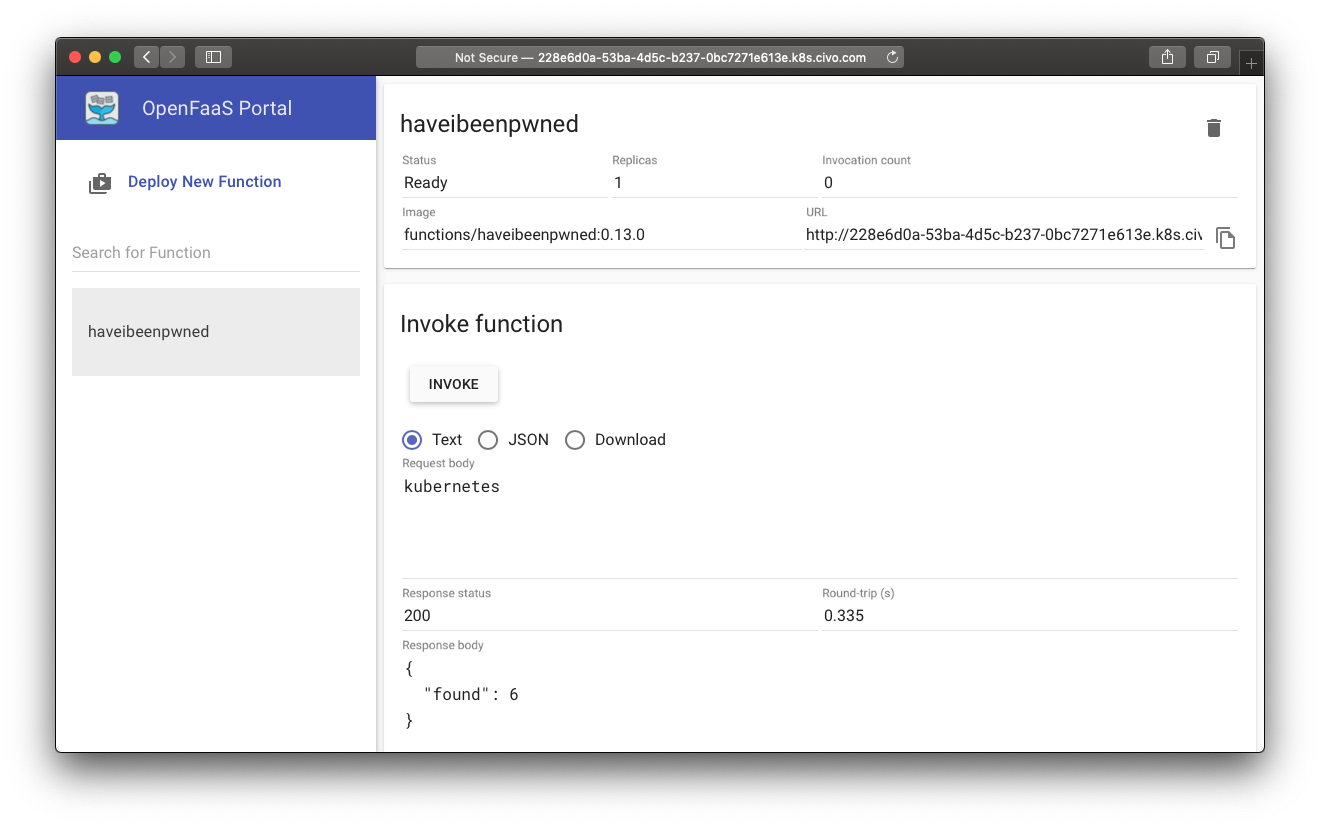 Not Secure — 228e6d0a-53ba-4d5c-b237-0bc7271e613e.k8s.civo.com
OpenFaaS Portal
Deploy New Function
Search for Function
haveibeenpwned
haveibeenpwned
Status Replicas Invocation count
Ready 1 0
Image URL
functions/haveibeenpwned:0.13.0 http://228e6d0a-53ba-4d5c-b237-0bc7271e613e.k8s.civ
Invoke function
INVOKE
Text JSON Download
Request body
kubernetes
Response status Round-trip (s)
200 0.335
Response body
{
"found": 6
}